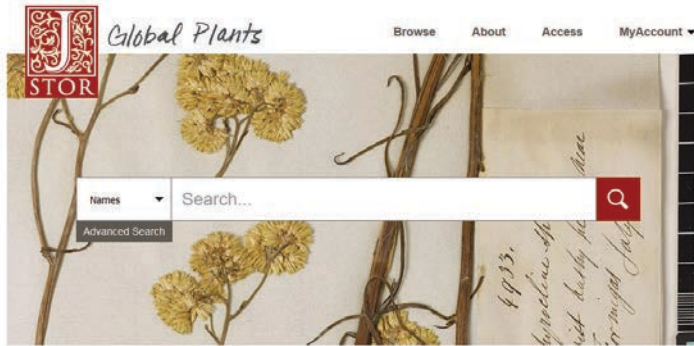 J
STOR
Global Plants
Browse
About
Access
MyAccount
Names
Search...
Advanced Search
4933.